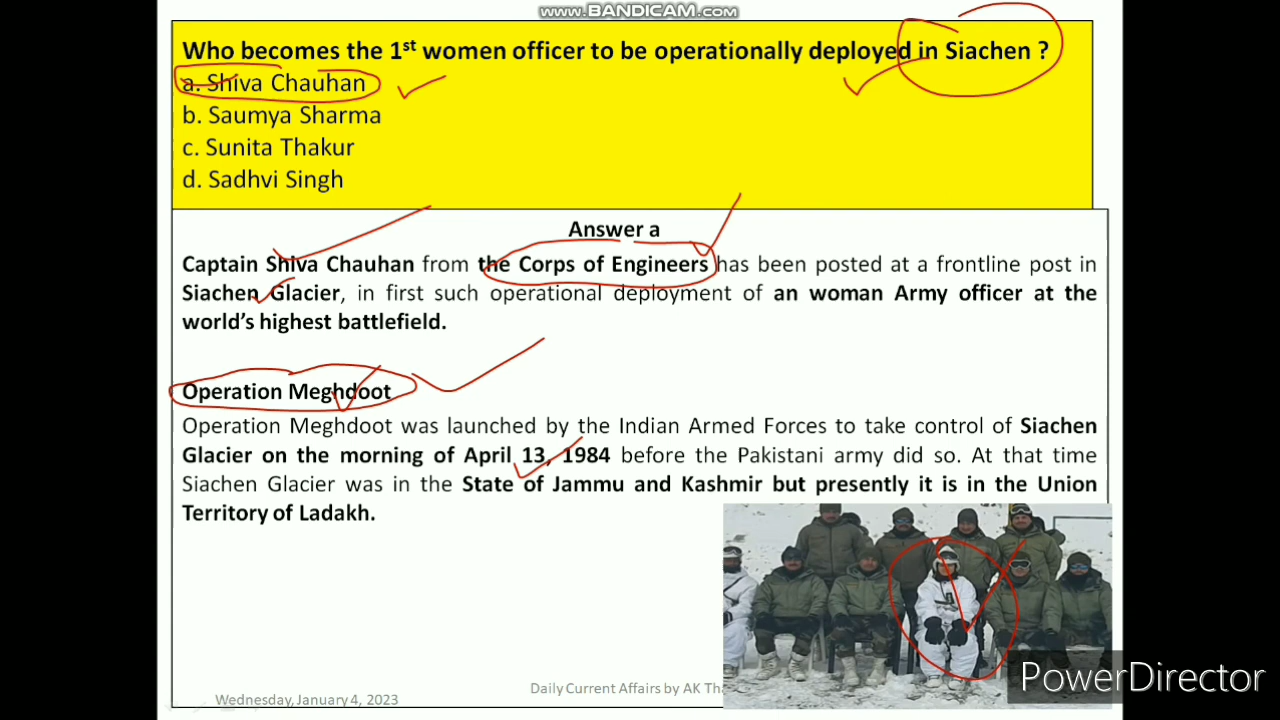 www.BANDICAM.com
Who becomes the 1st women officer to be operationally deployed in Siachen ?
a. Shiva Chauhan
b. Saumya Sharma
c. Sunita Thakur
d. Sadhvi Singh
Answer a
Captain Shiva Chauhan from the Corps of Engineers has been posted at a frontline post in
Siachen Glacier, in first such operational deployment of an woman Army officer at the
world's highest battlefield.
Operation Meghdoot
Operation Meghdoot was launched by the Indian Armed Forces to take control of Siachen
Glacier on the morning of April 13, 1984 before the Pakistani army did so. At that time
Siachen Glacier was in the State of Jammu and Kashmir but presently it is in the Union
Territory of Ladakh.
Daily Current Affairs by AK
Wednesday, January 4, 2023
PowerDirector